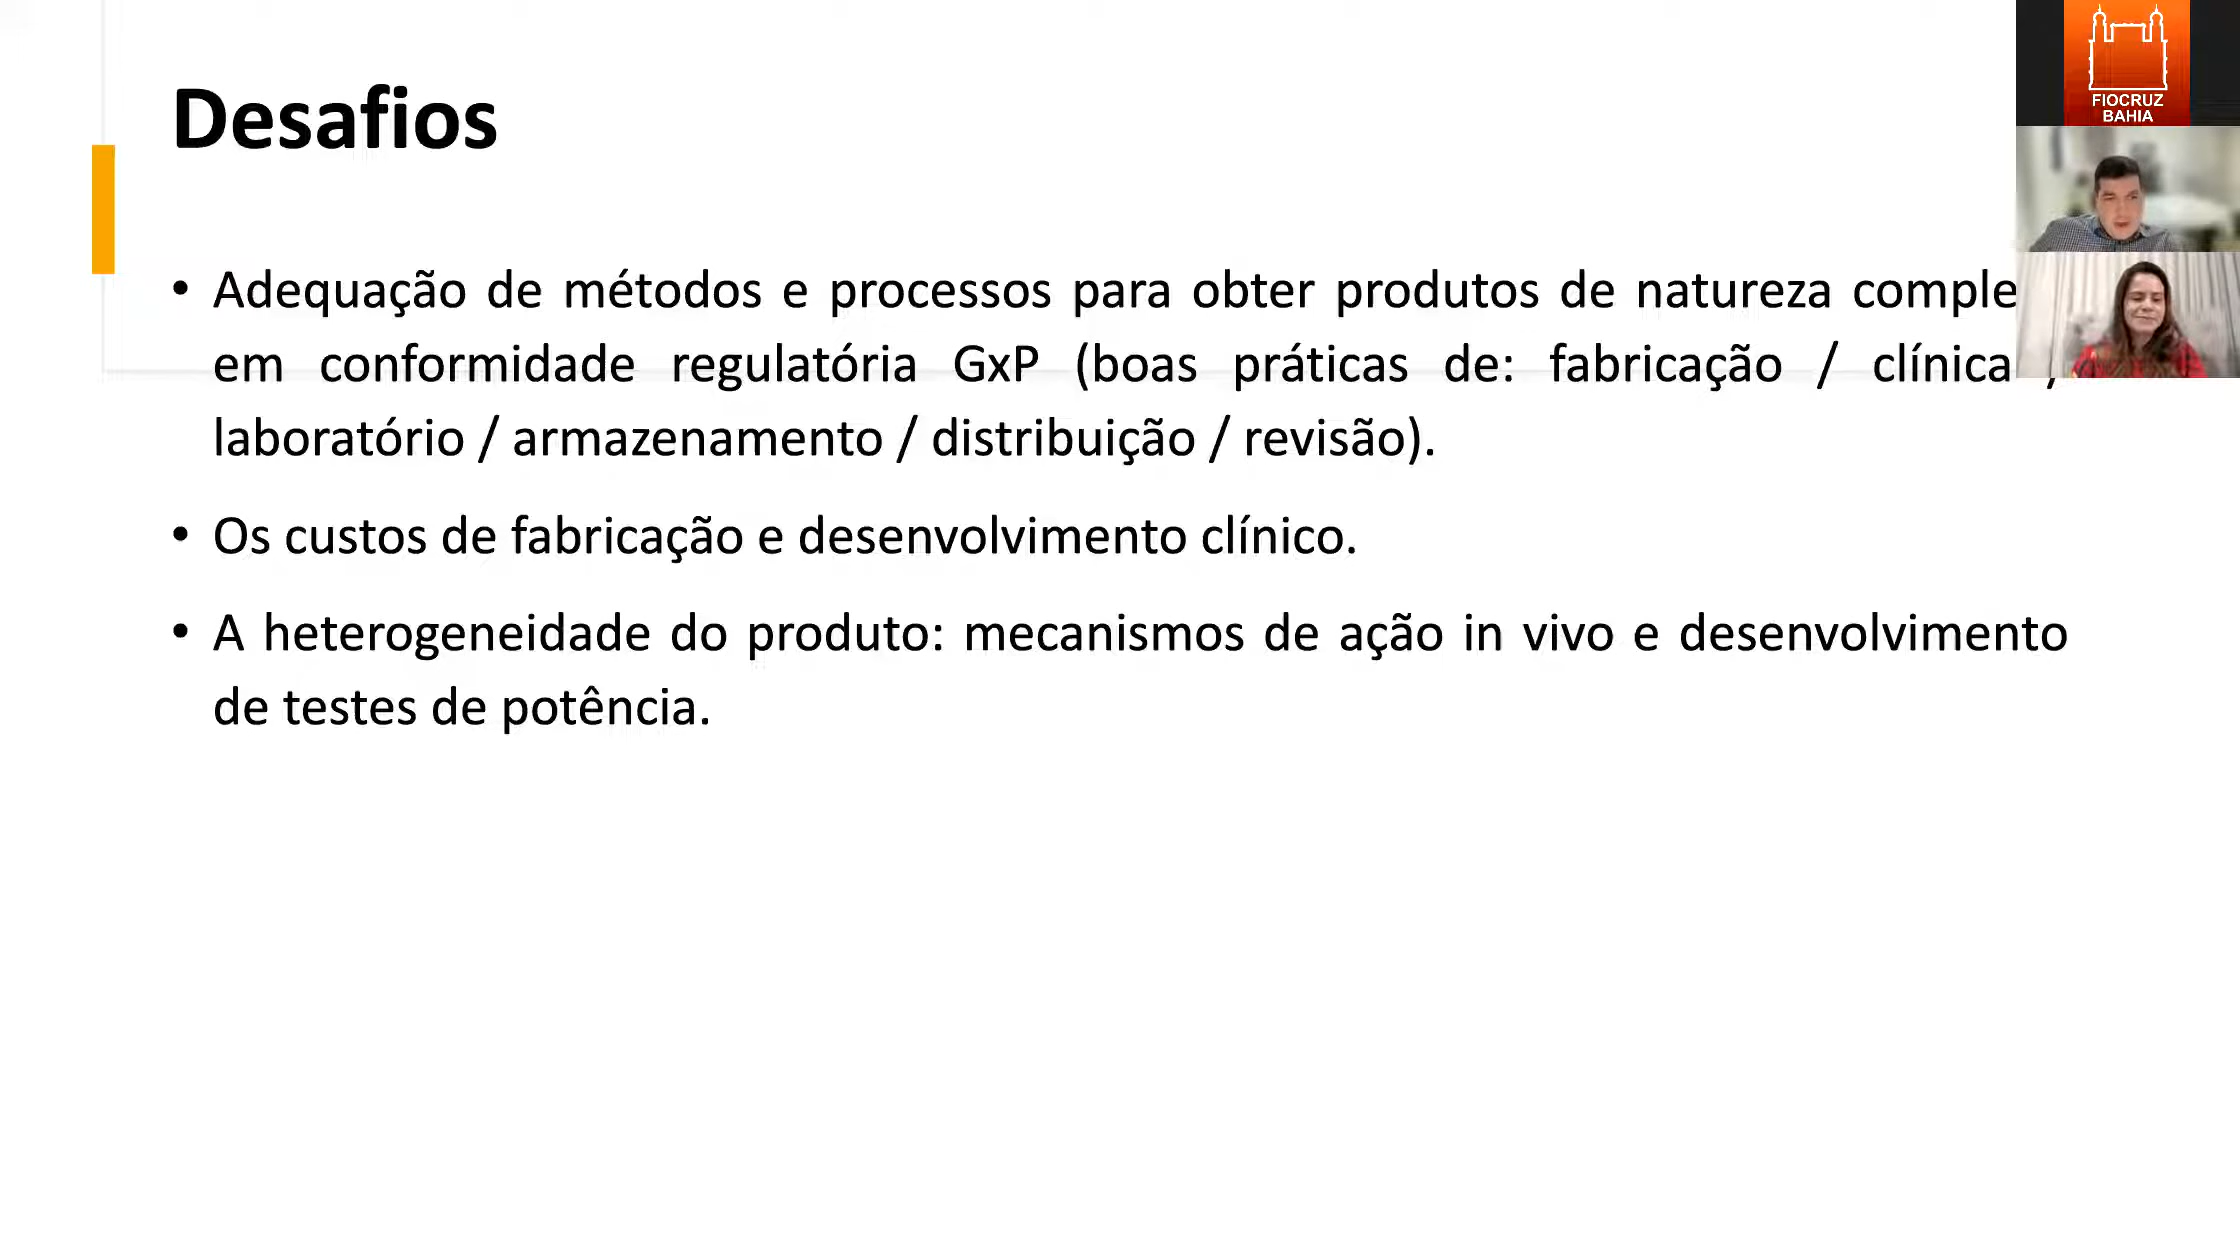 Desafios
FIOCRUZ
BAHIA
• Adequação de métodos e processos para obter produtos de natureza
em conformidade regulatória GxP (boas práticas de: fabricação / clínica /
laboratório / armazenamento / distribuição / revisão).
• Os custos de fabricação e desenvolvimento clínico.
• A heterogeneidade do produto: mecanismos de ação in vivo e desenvolvimento
de testes de potência.